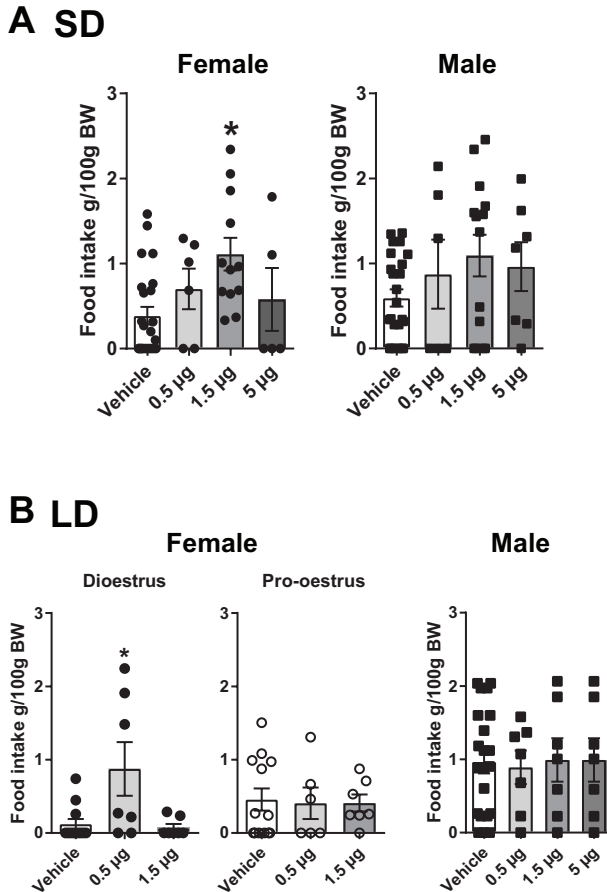 A SD
Female
Male
Food intake g/100g BW
3
2
1
0
*
Vehicle
0.5 µg
1.5 µg
5 µg
Food intake g/100g BW
3
2
1
0
Vehicle
0.5 µg
1.5 µg
5 µg
B LD
Female
Male
Dioestrus
Pro-oestrus
Food intake g/100g BW
3
2
1
0
*
Vehicle
0.5 µg
1.5 µg
Food intake g/100g BW
3
2
1
0
Vehicle
0.5 µg
1.5 µg
Food intake g/100g BW
3
2
1
0
Vehicle
0.5 µg
1.5 µg
5 µg